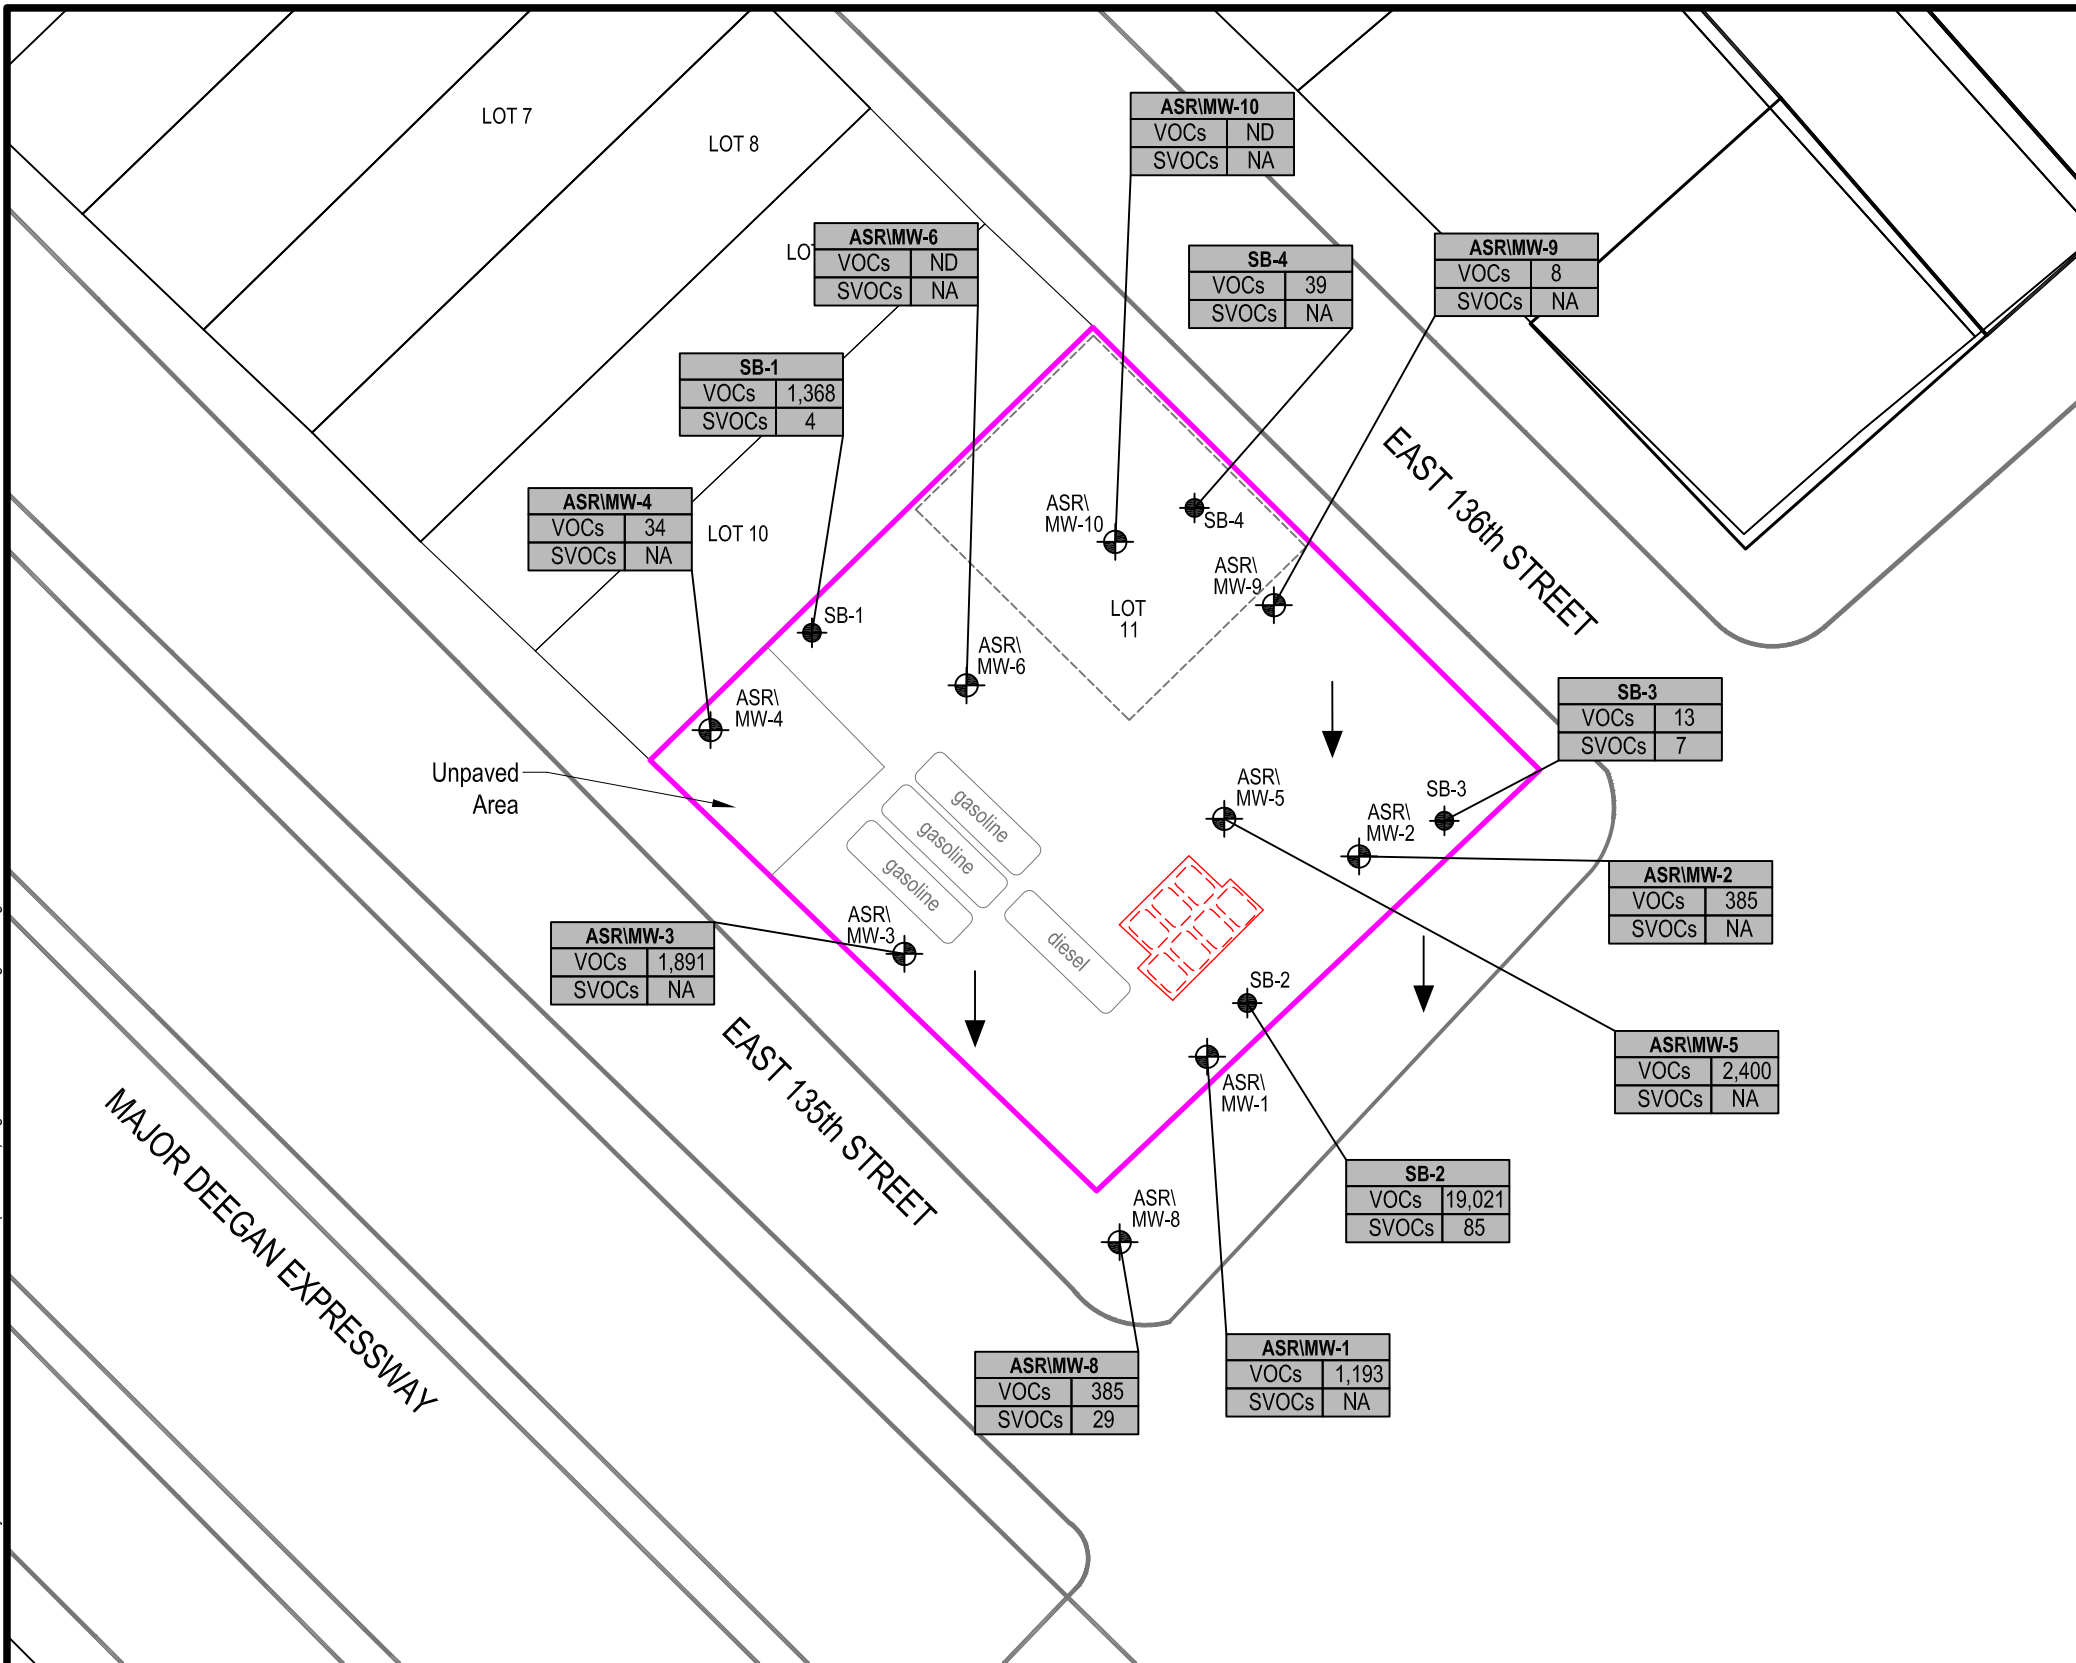 LOT 7
LOT 8
LO
LOT 10
ASR\MW-10
VOCs ND
SVOCs NA
ASR\MW-6
VOCs ND
SVOCs NA
SB-4
VOCs 39
SVOCs NA
ASR\MW-9
VOCs 8
SVOCs NA
SB-1
VOCs 1,368
SVOCs 4
ASR\MW-4
VOCs 34
SVOCs NA
EAST 136th STREET
ASR\
MW-10
SB-4
ASR\
MW-9
LOT
11
SB-1
ASR\
MW-6
ASR\
MW-4
Unpaved
Area
SB-3
VOCs 13
SVOCs 7
ASR\
MW-5
SB-3
ASR\
MW-2
gasoline
gasoline
gasoline
diesel
ASR\MW-2
VOCs 385
SVOCs NA
ASR\
MW-3
ASR\MW-3
VOCs 1,891
SVOCs NA
SB-2
ASR\
MW-1
ASR\MW-5
VOCs 2,400
SVOCs NA
EAST 135th STREET
MAJOR DEEGAN EXPRESSWAY
SB-2
VOCs 19,021
SVOCs 85
ASR\
MW-8
ASR\MW-1
VOCs 1,193
SVOCs NA
ASR\MW-8
VOCs 385
SVOCs 29